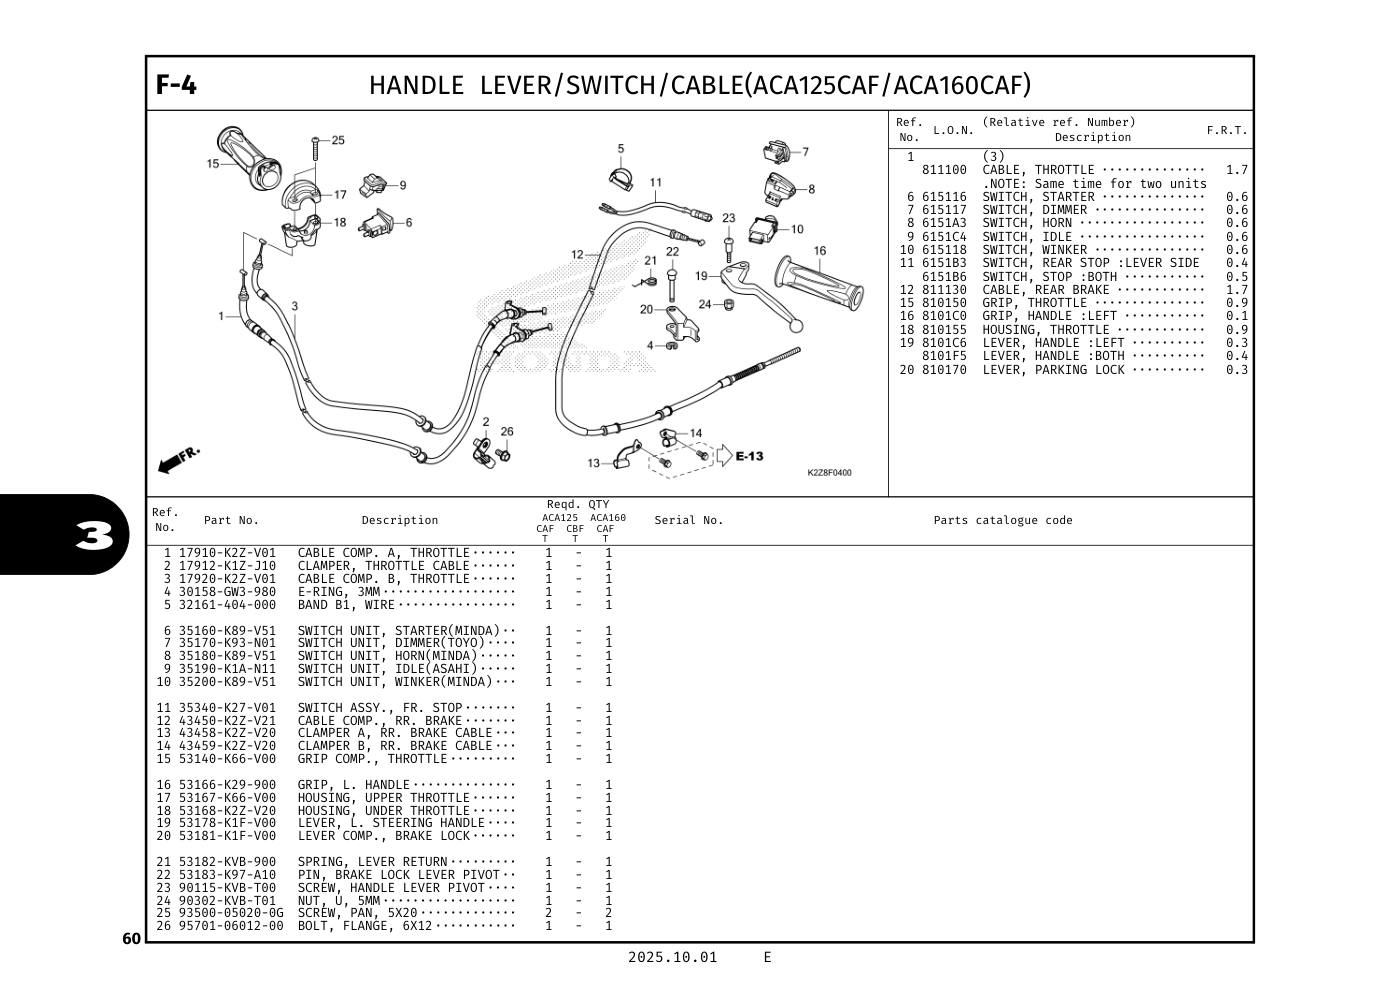 F-4
HANDLE LEVER/SWITCH/CABLE(ACA125CAF/ACA160CAF)
25
15
17
9
18
6
1
3
5
7
11
8
23
10
12
22
16
21
19
20
24
4
2
26
14
13
E-13
FR.
HONDA
K2Z8F0400
Ref. No. L.O.N. (Relative ref. Number) Description F.R.T.
1 (3)
811100 CABLE, THROTTLE ·············· 1.7
.NOTE: Same time for two units
6 615116 SWITCH, STARTER ·············· 0.6
7 615117 SWITCH, DIMMER ··············· 0.6
8 6151A3 SWITCH, HORN ················· 0.6
9 6151C4 SWITCH, IDLE ················· 0.6
10 615118 SWITCH, WINKER ··············· 0.6
11 6151B3 SWITCH, REAR STOP :LEVER SIDE 0.4
6151B6 SWITCH, STOP :BOTH ··········· 0.5
12 811130 CABLE, REAR BRAKE ············ 1.7
15 810150 GRIP, THROTTLE ··············· 0.9
16 8101C0 GRIP, HANDLE :LEFT ··········· 0.1
18 810155 HOUSING, THROTTLE ············ 0.9
19 8101C6 LEVER, HANDLE :LEFT ·········· 0.3
8101F5 LEVER, HANDLE :BOTH ·········· 0.4
20 810170 LEVER, PARKING LOCK ·········· 0.3
3
Ref. No. Part No. Description Reqd. QTY Serial No. Parts catalogue code
ACA125 ACA160
CAF CBF CAF
T T T
1 17910-K2Z-V01 CABLE COMP. A, THROTTLE······ 1 - 1
2 17912-K1Z-J10 CLAMPER, THROTTLE CABLE······ 1 - 1
3 17920-K2Z-V01 CABLE COMP. B, THROTTLE······ 1 - 1
4 30158-GW3-980 E-RING, 3MM·················· 1 - 1
5 32161-404-000 BAND B1, WIRE················ 1 - 1
6 35160-K89-V51 SWITCH UNIT, STARTER(MINDA)·· 1 - 1
7 35170-K93-N01 SWITCH UNIT, DIMMER(TOYO)···· 1 - 1
8 35180-K89-V51 SWITCH UNIT, HORN(MINDA)····· 1 - 1
9 35190-K1A-N11 SWITCH UNIT, IDLE(ASAHI)····· 1 - 1
10 35200-K89-V51 SWITCH UNIT, WINKER(MINDA)··· 1 - 1
11 35340-K27-V01 SWITCH ASSY., FR. STOP······· 1 - 1
12 43450-K2Z-V21 CABLE COMP., RR. BRAKE······· 1 - 1
13 43458-K2Z-V20 CLAMPER A, RR. BRAKE CABLE··· 1 - 1
14 43459-K2Z-V20 CLAMPER B, RR. BRAKE CABLE··· 1 - 1
15 53140-K66-V00 GRIP COMP., THROTTLE········· 1 - 1
16 53166-K29-900 GRIP, L. HANDLE·············· 1 - 1
17 53167-K66-V00 HOUSING, UPPER THROTTLE······ 1 - 1
18 53168-K2Z-V20 HOUSING, UNDER THROTTLE······ 1 - 1
19 53178-K1F-V00 LEVER, L. STEERING HANDLE···· 1 - 1
20 53181-K1F-V00 LEVER COMP., BRAKE LOCK······ 1 - 1
21 53182-KVB-900 SPRING, LEVER RETURN········· 1 - 1
22 53183-K97-A10 PIN, BRAKE LOCK LEVER PIVOT·· 1 - 1
23 90115-KVB-T00 SCREW, HANDLE LEVER PIVOT···· 1 - 1
24 90302-KVB-T01 NUT, U, 5MM·················· 1 - 1
25 93500-05020-0G SCREW, PAN, 5X20············· 2 - 2
26 95701-06012-00 BOLT, FLANGE, 6X12··········· 1 - 1
60
2025.10.01 E